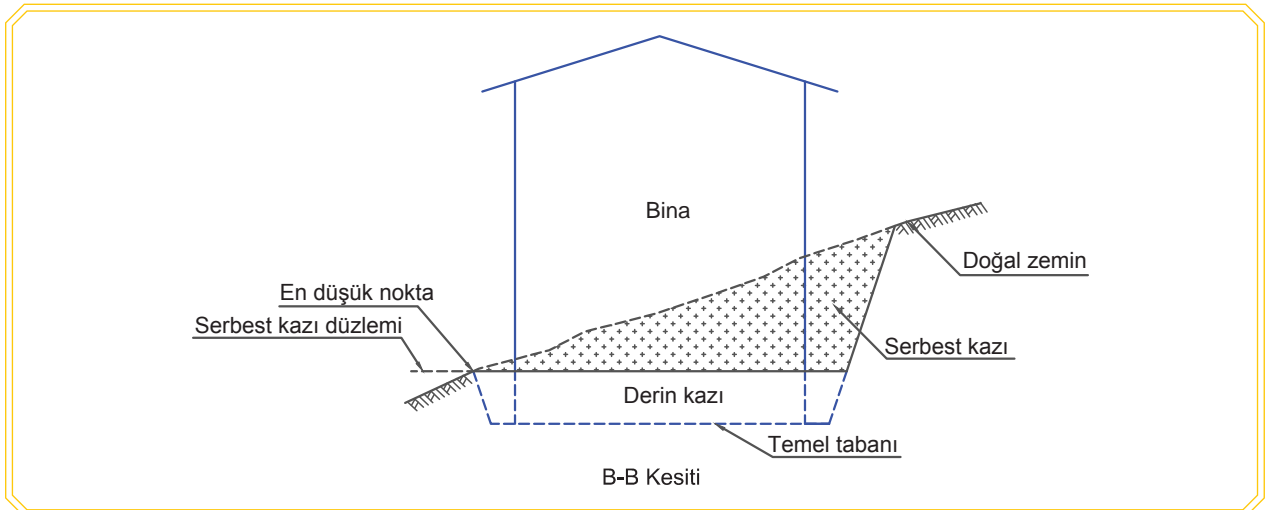 Bina
Doğal zemin
En düşük nokta
Serbest kazı düzlemi
Serbest kazı
Derin kazı
Temel tabanı
B-B Kesiti